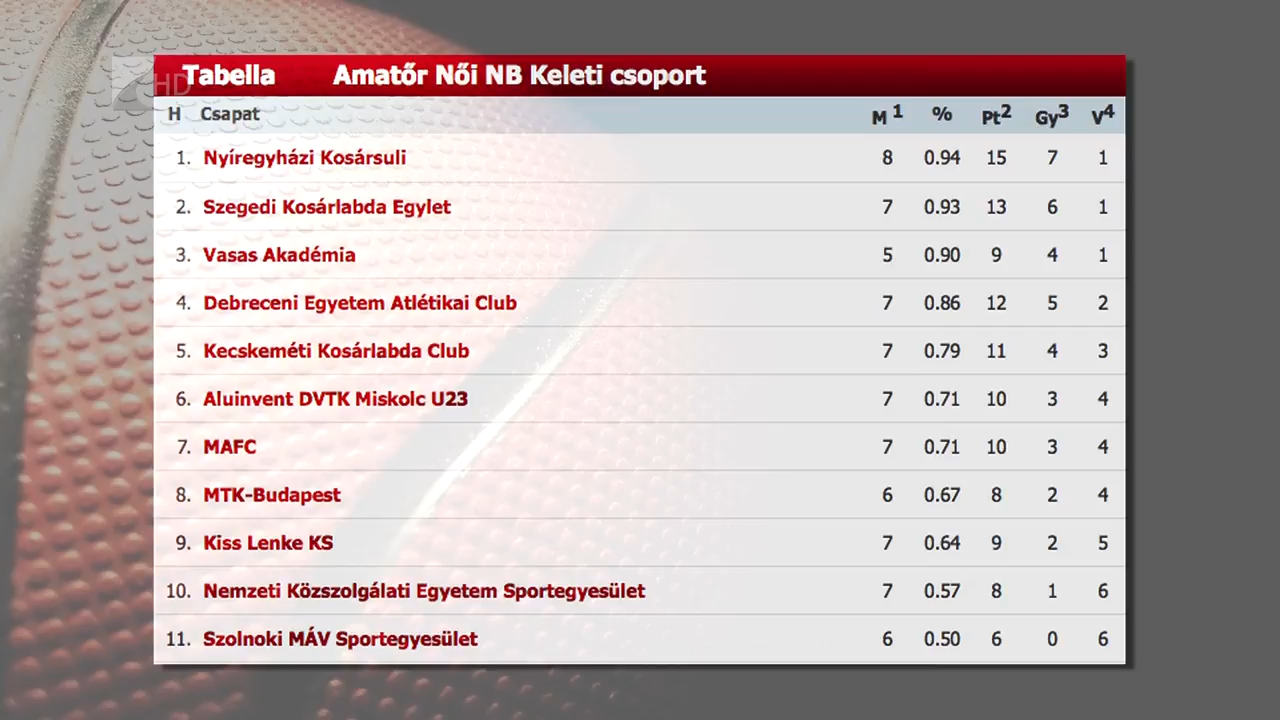 HD
Tabella Amatőr Női NB Keleti csoport
H Csapat M 1 % Pt2 Gy3 V4
1. Nyíregyházi Kosársuli 8 0.94 15 7 1
2. Szegedi Kosárlabda Egylet 7 0.93 13 6 1
3. Vasas Akadémia 5 0.90 9 4 1
4. Debreceni Egyetem Atlétikai Club 7 0.86 12 5 2
5. Kecskeméti Kosárlabda Club 7 0.79 11 4 3
6. Aluinvent DVTK Miskolc U23 7 0.71 10 3 4
7. MAFC 7 0.71 10 3 4
8. MTK-Budapest 6 0.67 8 2 4
9. Kiss Lenke KS 7 0.64 9 2 5
10. Nemzeti Közszolgálati Egyetem Sportegyesület 7 0.57 8 1 6
11. Szolnoki MÁV Sportegyesület 6 0.50 6 0 6